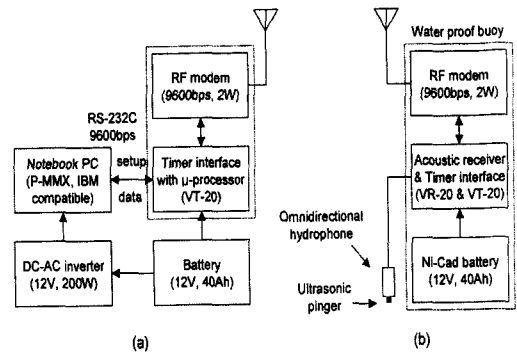 RF modem
(9600bps, 2W)
RS-232C
9600bps
Notebook PC
(P-MMX, IBM
compatible)
setup
data
Timer interface
with μ-processor
(VT-20)
DC-AC inverter
(12V, 200W)
Battery
(12V, 40Ah)
(a)
Water proof buoy
RF modem
(9600bps, 2W)
Acoustic receiver
& Timer interface
(VR-20 & VT-20)
Omnidirectional
hydrophone
Ultrasonic
pinger
Ni-Cad battery
(12V, 40Ah)
(b)